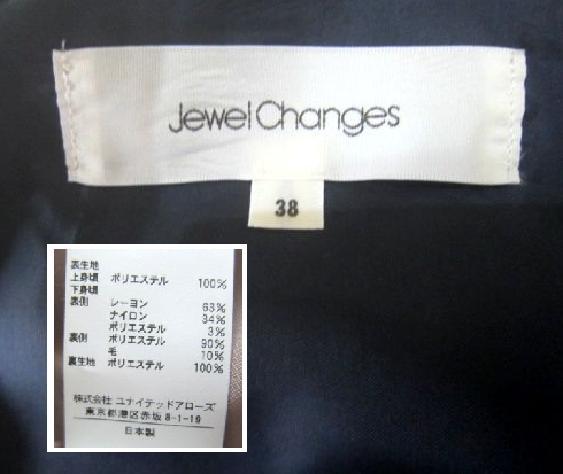 Jewel Changes
38
表生地
上身頃 ポリエステル 100%
下身頃
表側 レーヨン 63%
ナイロン 34%
ポリエステル 3%
裏側 ポリエステル 90%
毛 10%
裏生地 ポリエステル 100%
株式会社 ユナイテッドアローズ
東京都港区赤坂 8-1-19
日本製